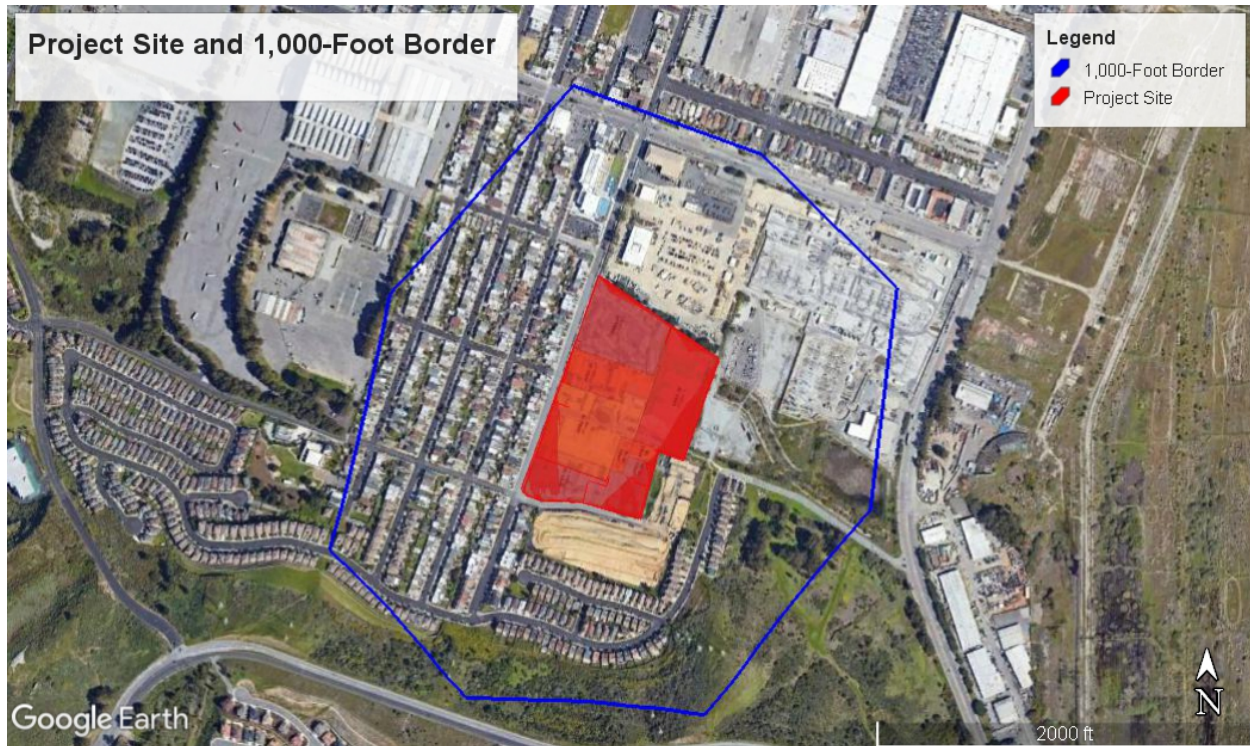 Project Site and 1,000-Foot Border
Legend
1,000-Foot Border
Project Site
Google Earth
N
2000 ft